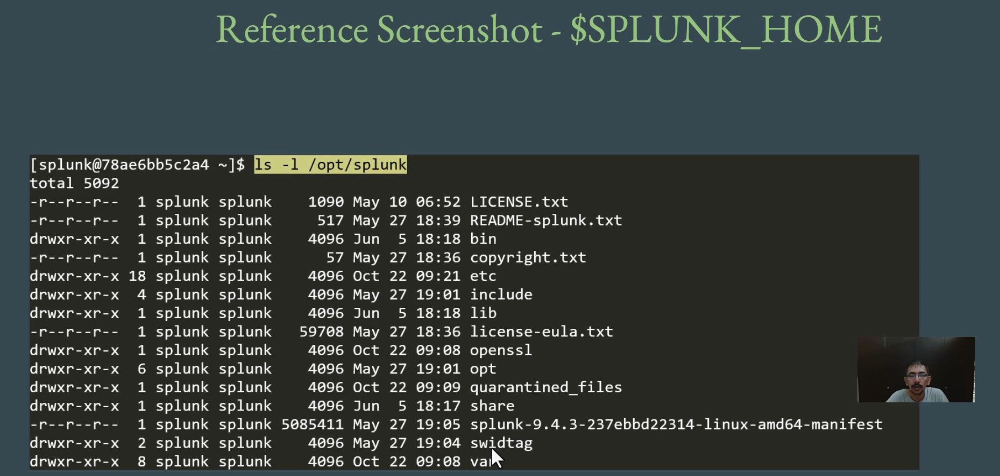 Reference Screenshot - $SPLUNK_HOME
[splunk@78ae6bb5c2a4 ~]$ ls -l /opt/splunk
total 5092
-r--r--r--  1 splunk splunk    1090 May 10 06:52 LICENSE.txt
-r--r--r--  1 splunk splunk     517 May 27 18:39 README-splunk.txt
drwxr-xr-x  1 splunk splunk    4096 Jun  5 18:18 bin
-r--r--r--  1 splunk splunk      57 May 27 18:36 copyright.txt
drwxr-xr-x 18 splunk splunk    4096 Oct 22 09:21 etc
drwxr-xr-x  4 splunk splunk    4096 May 27 19:01 include
drwxr-xr-x  1 splunk splunk    4096 Jun  5 18:18 lib
-r--r--r--  1 splunk splunk   59708 May 27 18:36 license-eula.txt
drwxr-xr-x  1 splunk splunk    4096 Oct 22 09:08 openssl
drwxr-xr-x  6 splunk splunk    4096 May 27 19:01 opt
drwxr-xr-x  1 splunk splunk    4096 Oct 22 09:09 quarantined_files
drwxr-xr-x  1 splunk splunk    4096 Jun  5 18:17 share
-r--r--r--  1 splunk splunk 5085411 May 27 19:05 splunk-9.4.3-237ebbd22314-linux-amd64-manifest
drwxr-xr-x  2 splunk splunk    4096 May 27 19:04 swidtag
drwxr-xr-x  8 splunk splunk    4096 Oct 22 09:08 var